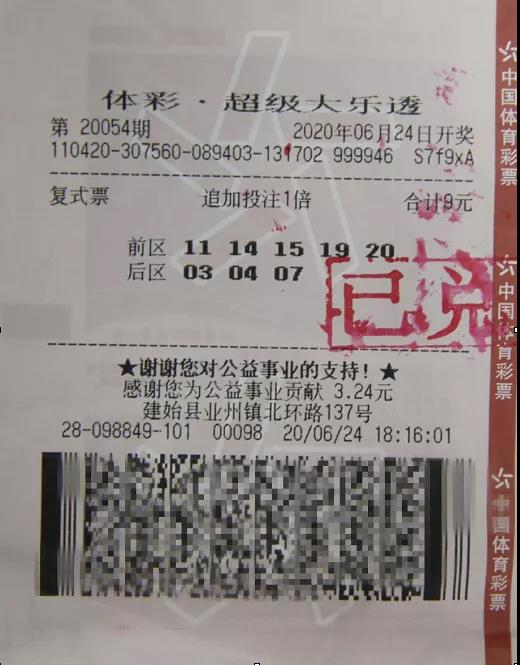 体彩·超级大乐透
第 20054期 2020年06月24日开奖
110420-307560-089403-131702 999946 S7f9xA
复式票 追加投注1倍 合计9元
前区 11 14 15 19 20
后区 03 04 07
已兑
★谢谢您对公益事业的支持！★
感谢您为公益事业贡献 3.24元
建始县业州镇北环路137号
28-098849-101 00098 20/06/24 18:16:01
中国体育彩票
中国体育彩票
中国体育彩票